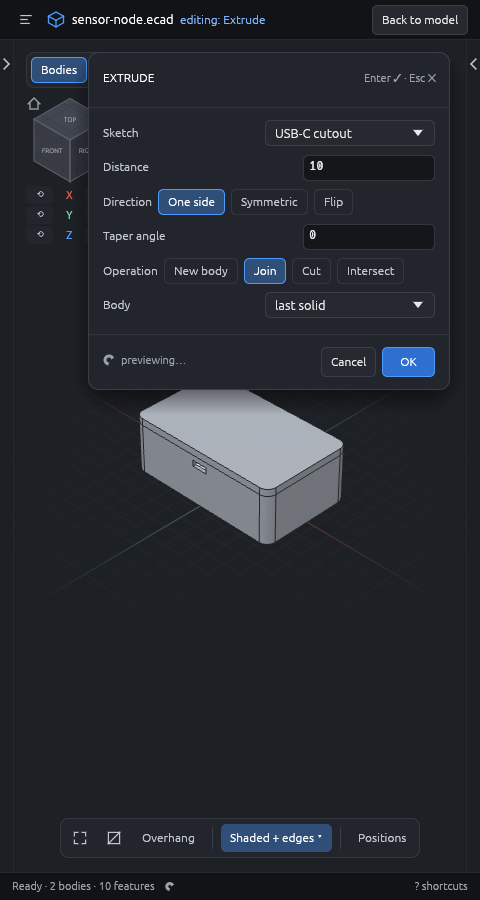 sensor-node.ecad editing: Extrude Back to model
Bodies
EXTRUDE Enter ✓ · Esc ✕
Sketch USB-C cutout
Distance 10
Direction One side Symmetric Flip
Taper angle 0
Operation New body Join Cut Intersect
Body last solid
previewing…
Cancel OK
TOP
FRONT
X
Y
Z
Overhang Shaded + edges Positions
Ready · 2 bodies · 10 features ? shortcuts